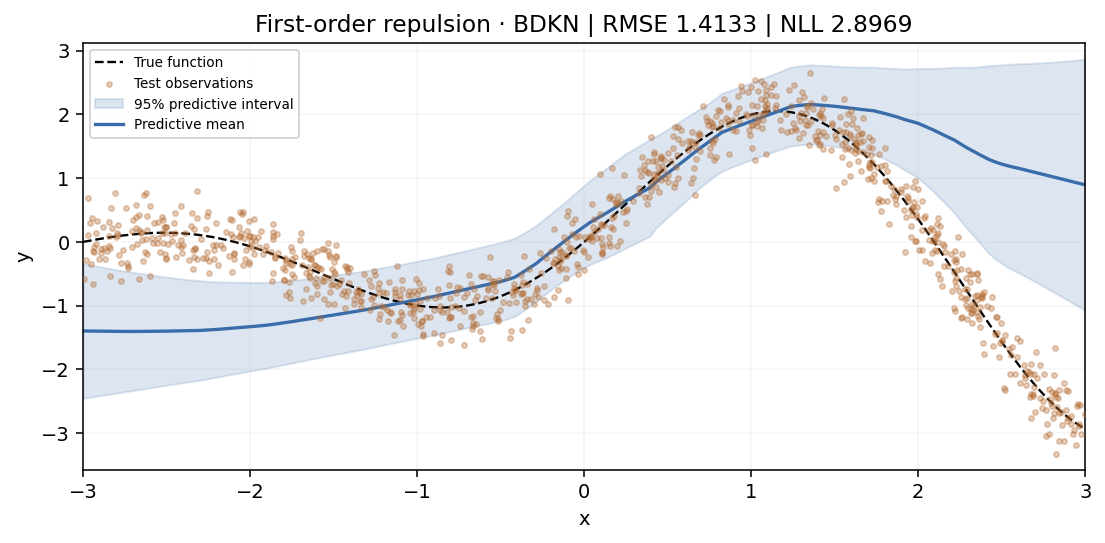 First-order repulsion · BDKN | RMSE 1.4133 | NLL 2.8969
True function
Test observations
95% predictive interval
Predictive mean
y
3
2
1
0
−1
−2
−3
−3
−2
−1
0
1
2
3
x